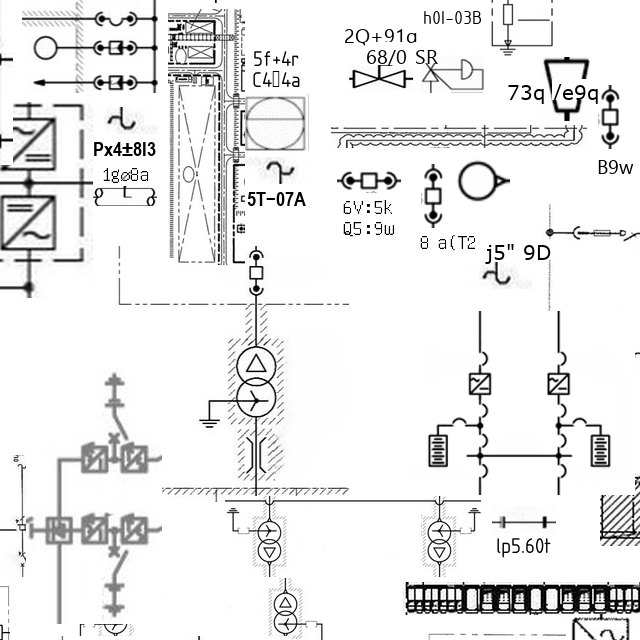 h0I-03B
2Q+91a
68/0 SR
5f+4r
C4▯4a
73q /e9q
Px4±8I3
1gø8a
B9w
5T-07A
6V:5k
Q5:9w
8 a(T2
j5" 9D
lp5.60t